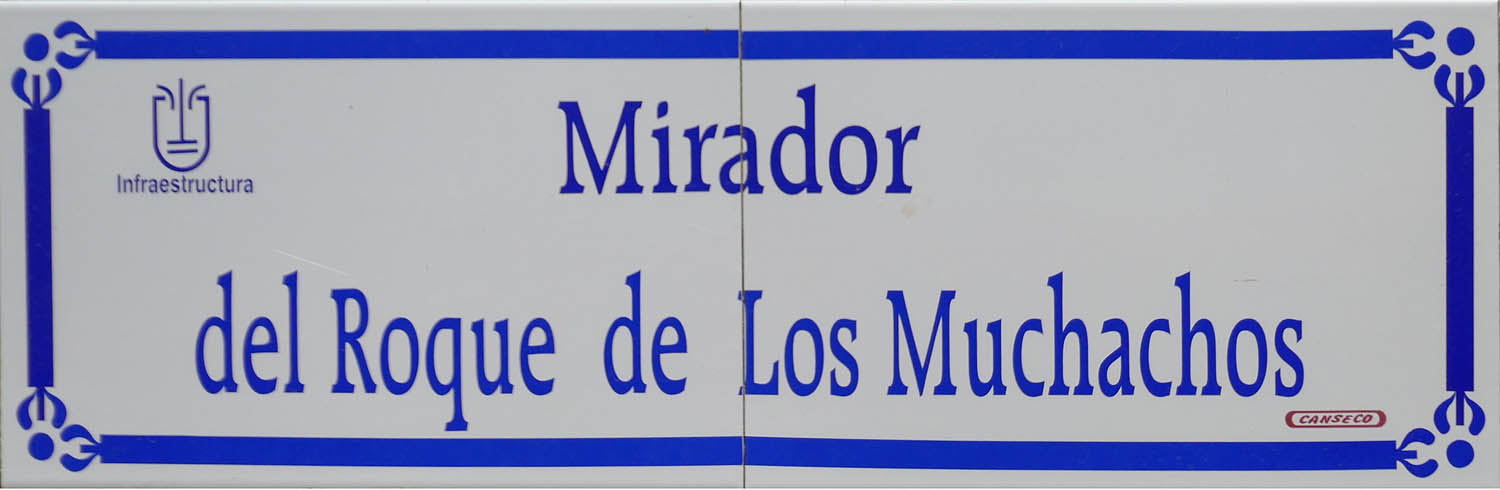 Infraestructura
Mirador
del Roque de Los Muchachos
CANSECO